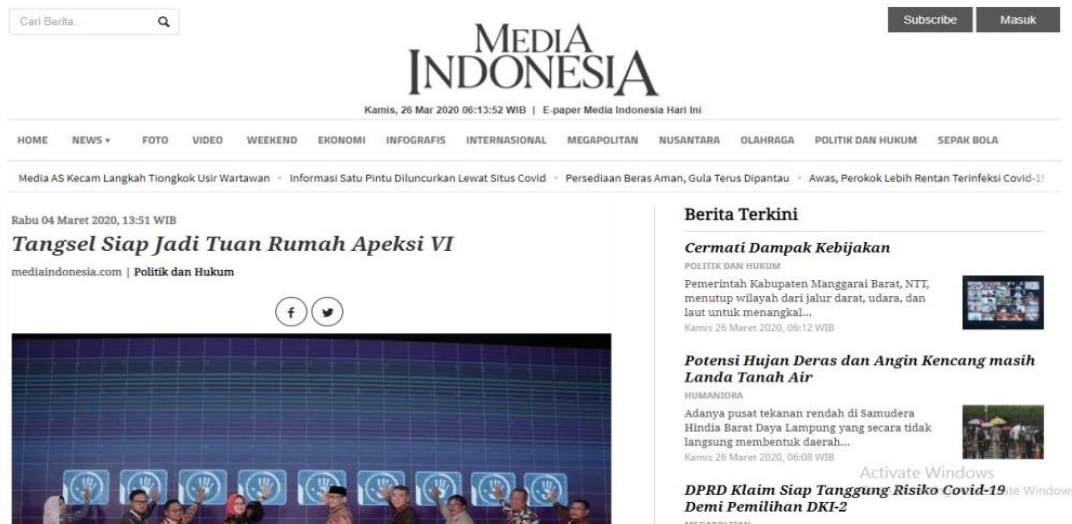 Cari Berita..
Subscribe
Masuk
MEDIA
INDONESIA
Kamis, 26 Mar 2020 06:13:52 WIB | E-paper Media Indonesia Hari Ini
HOME NEWS FOTO VIDEO WEEKEND EKONOMI INFOGRAFIS INTERNASIONAL MEGAPOLITAN NUSANTARA OLAHRAGA POLITIK DAN HUKUM SEPAK BOLA
Media AS Kecam Langkah Tiongkok Usir Wartawan • Informasi Satu Pintu Diluncurkan Lewat Situs Covid • Persediaan Beras Aman, Gula Terus Dipantau • Awas, Perokok Lebih Rentan Terinfeksi
Rabu 04 Maret 2020, 13:51 WIB
Tangsel Siap Jadi Tuan Rumah Apeksi VI
mediaindonesia.com | Politik dan Hukum
Berita Terkini
Cermati Dampak Kebijakan
POLITIK DAN HUKUM
Pemerintah Kabupaten Manggarai Barat, NTT,
menutup wilayah dari jalur darat, udara, dan
laut untuk menangkal...
Kamis 26 Maret 2020, 06:12 WIB
Potensi Hujan Deras dan Angin Kencang masih
Landa Tanah Air
HUMANIORA
Adanya pusat tekanan rendah di Samudera
Hindia Barat Daya Lampung yang secara tidak
langsung membentuk daerah...
Kamis 26 Maret 2020, 06:08 WIB
Activate Windows
DPRD Klaim Siap Tanggung Risiko Covid-19
Demi Pemilihan DKI-2
MEGAPOLITAN